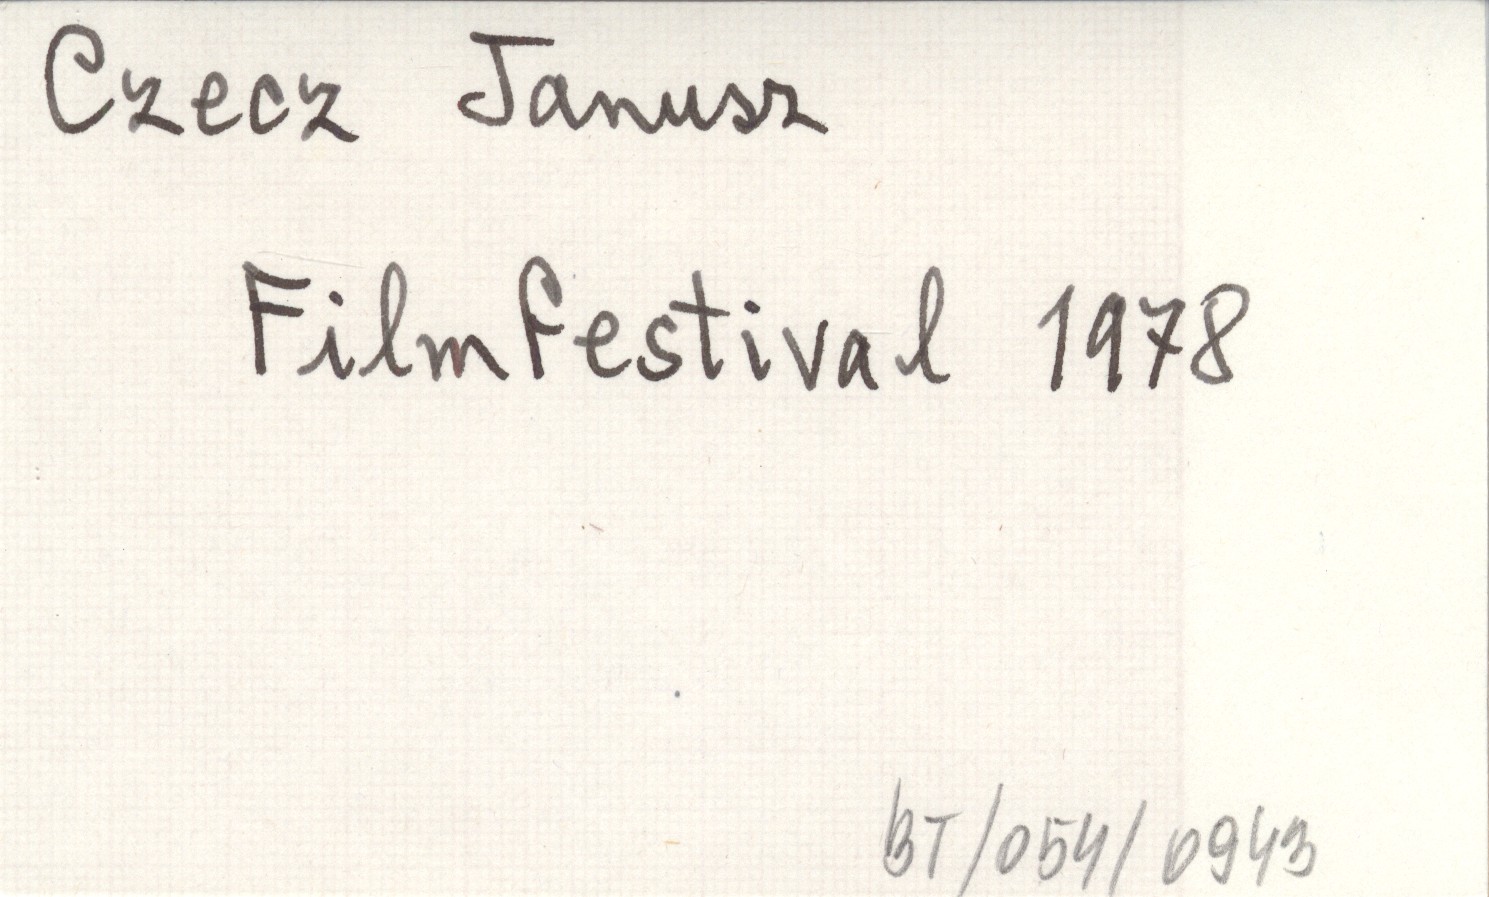 Czecz Janusz
Filmfestival 1978
BT/054/0943